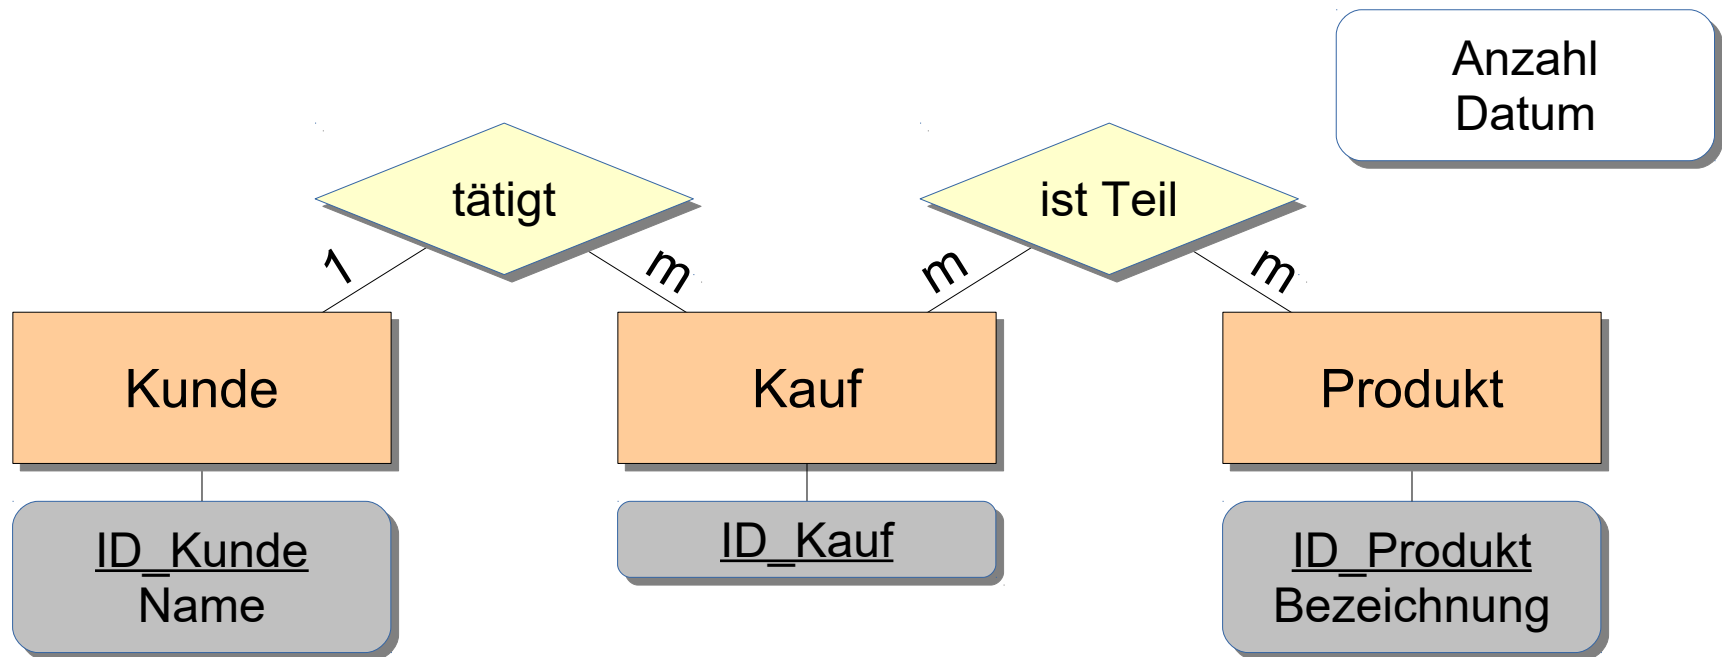 Anzahl
Datum
tätigt
ist Teil
1
m
m
m
Kunde
Kauf
Produkt
ID_Kunde
Name
ID_Kauf
ID_Produkt
Bezeichnung